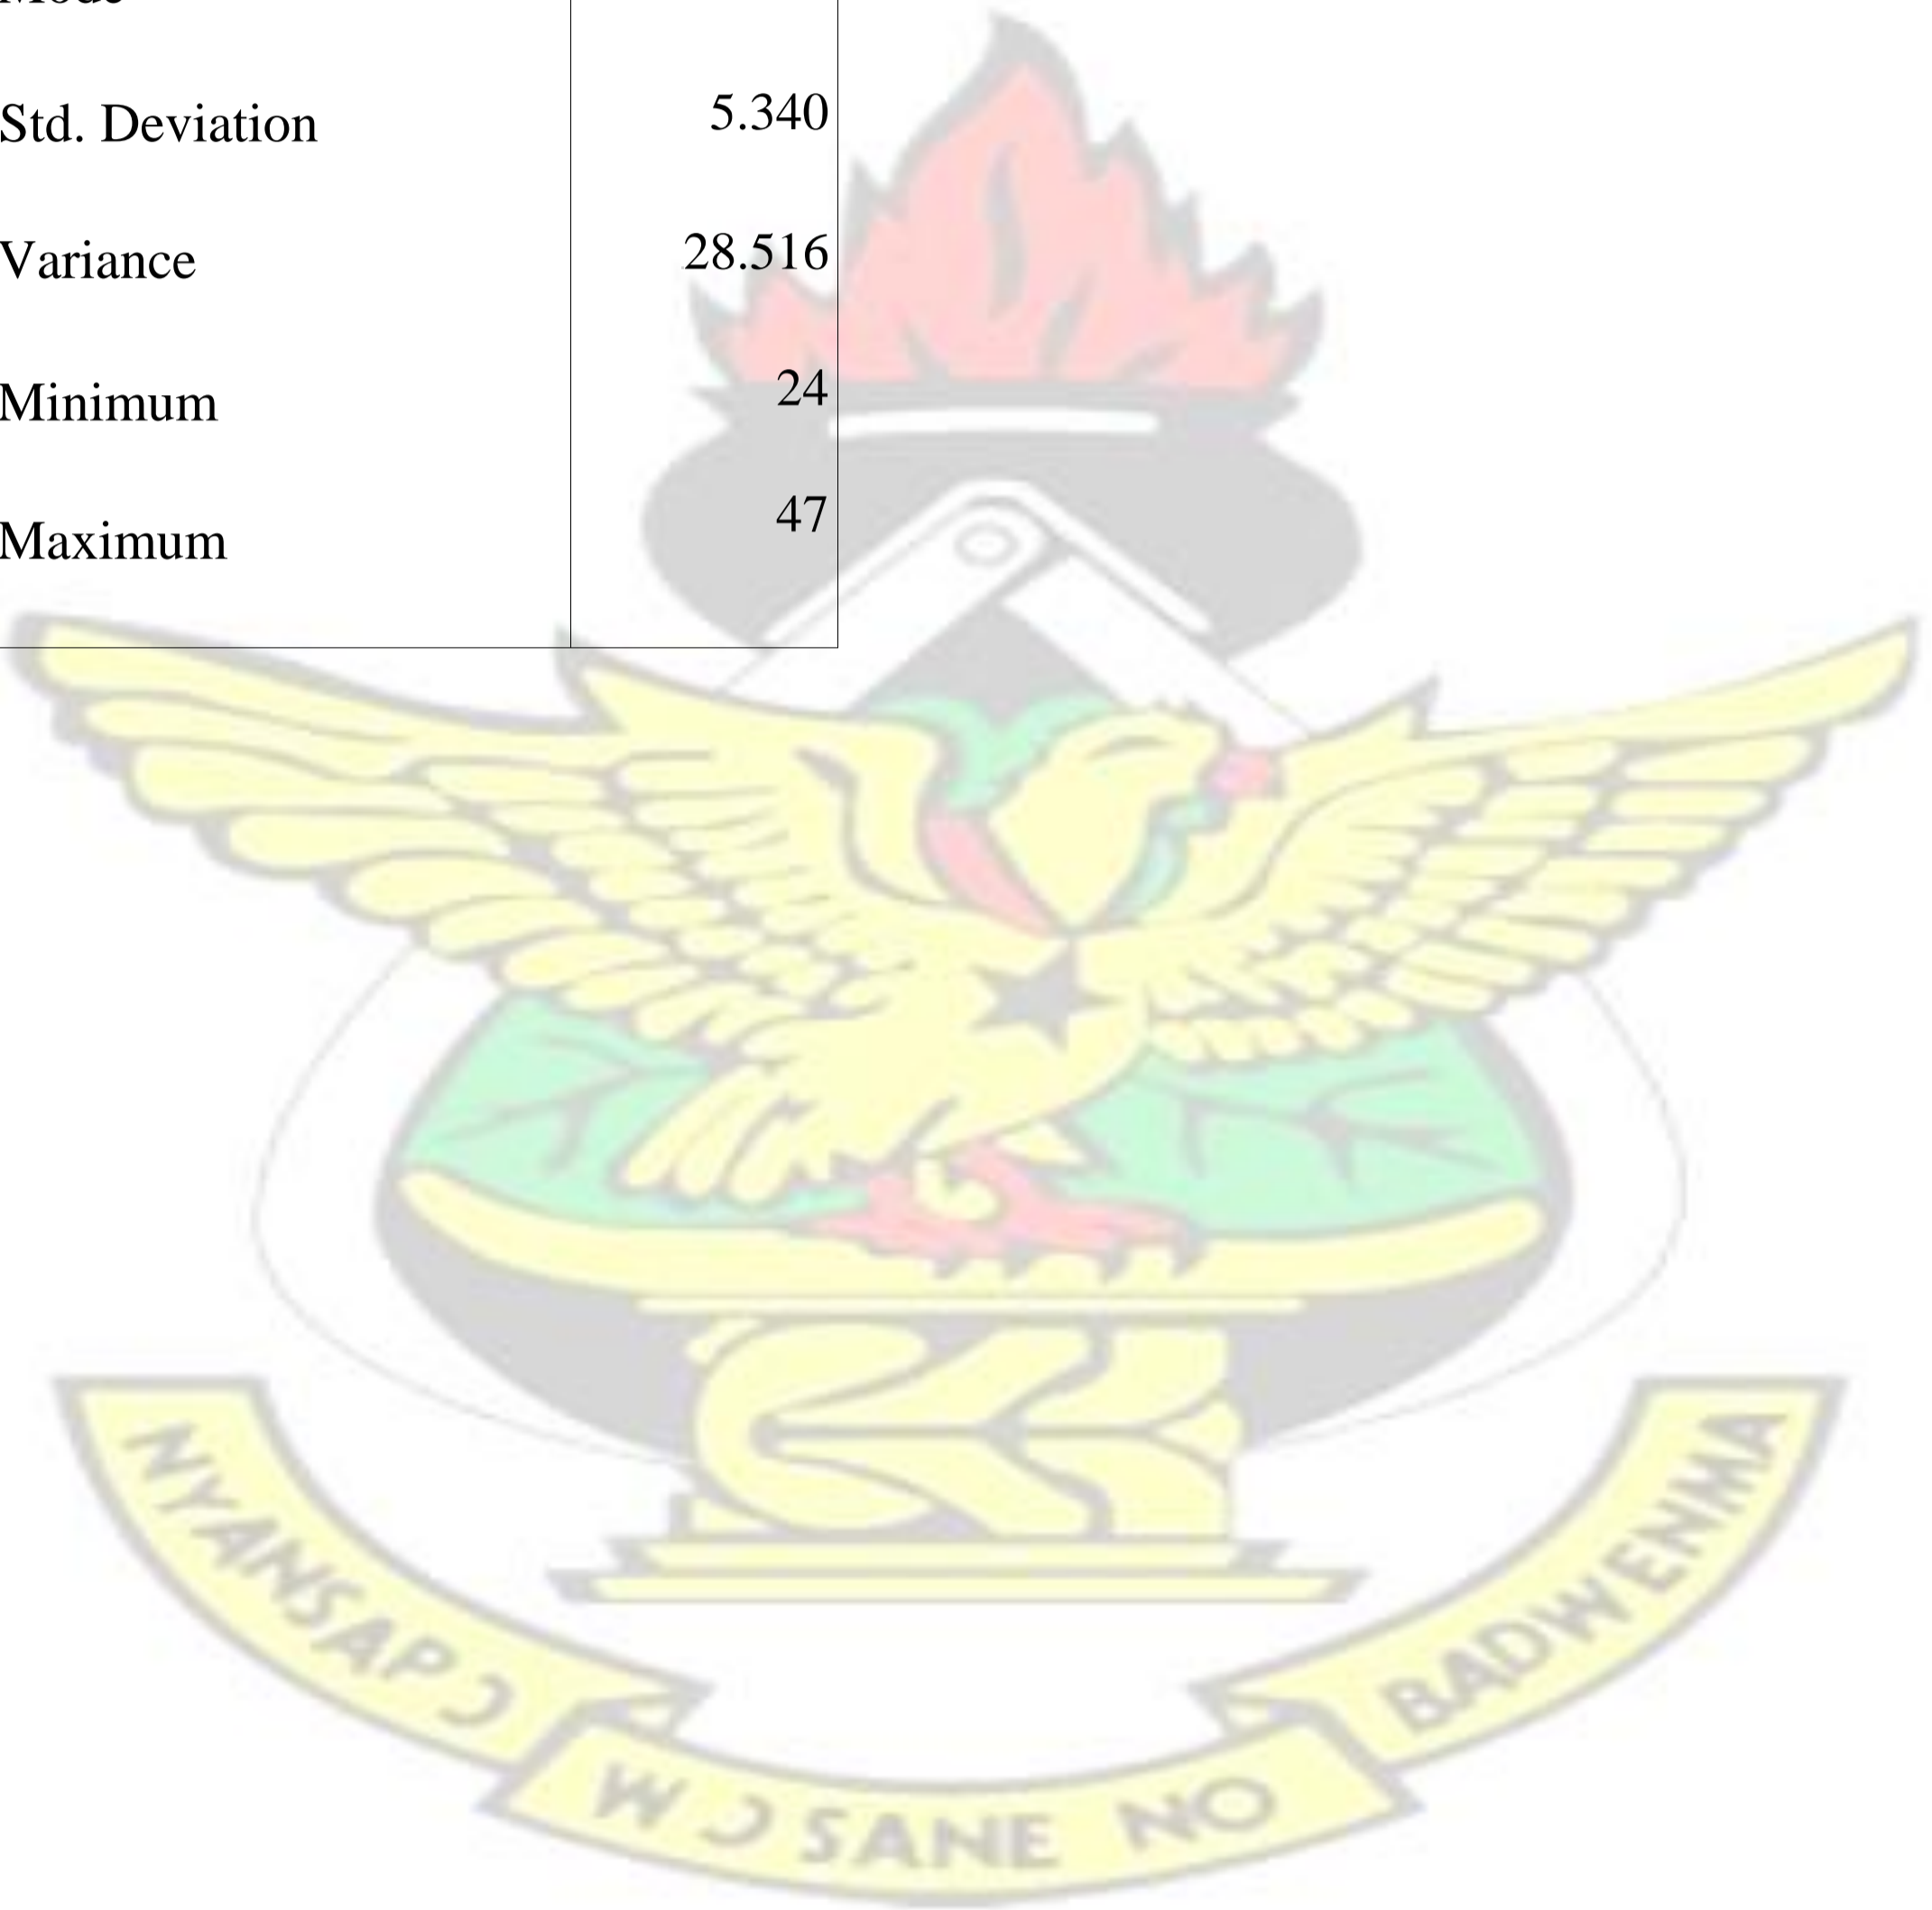 Std. Deviation 5.340
Variance 28.516
Minimum 24
Maximum 47
NYANSAPƆ
WƆSANE NO
BADWENMA